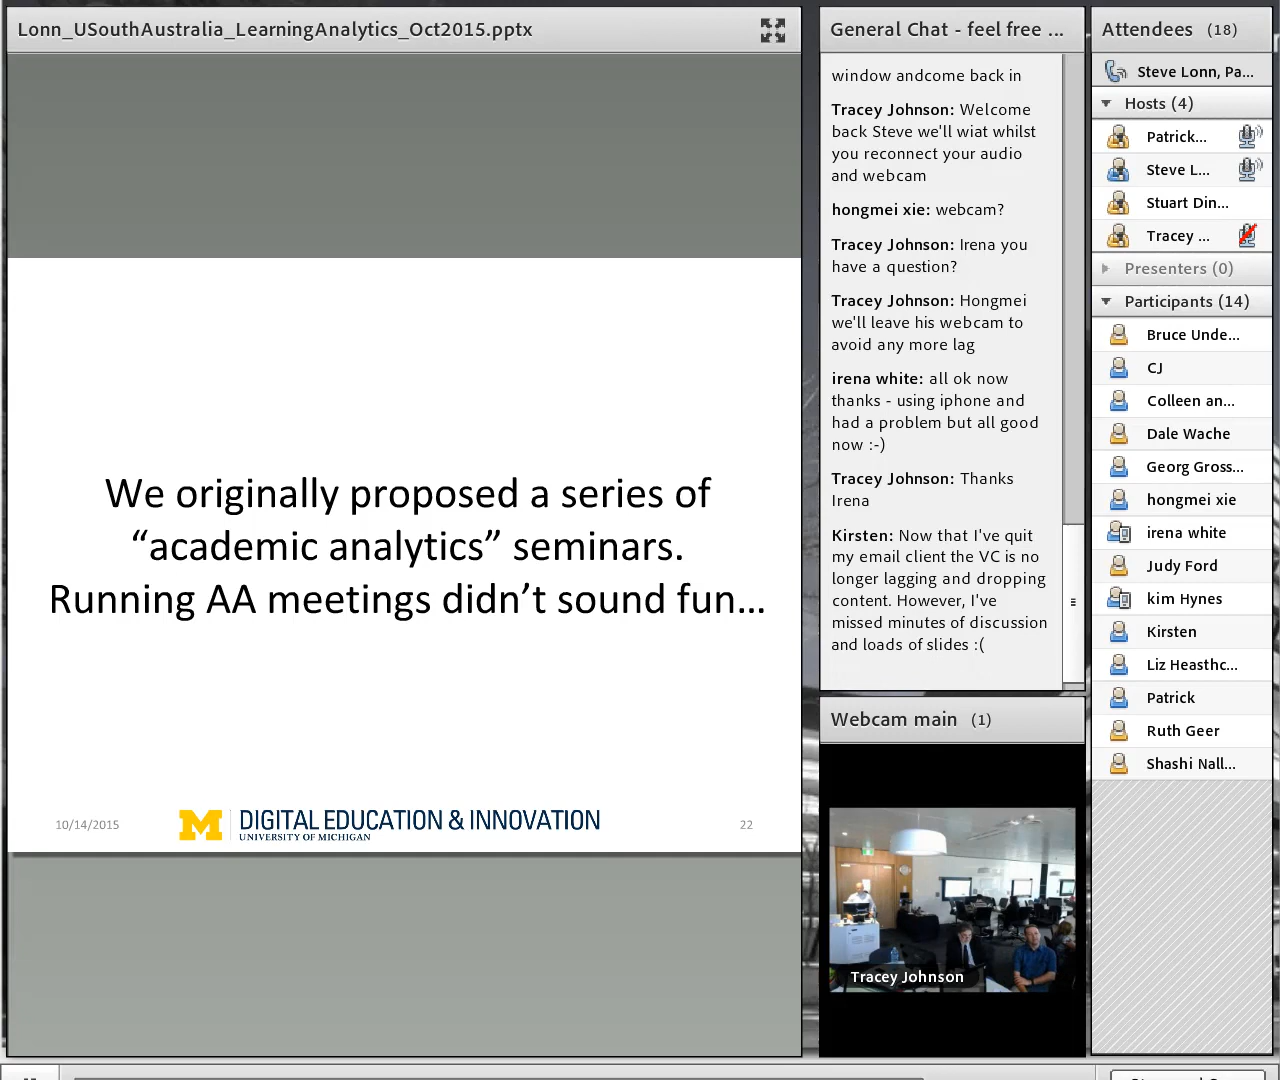 Lonn_USouthAustralia_LearningAnalytics_Oct2015.pptx
We originally proposed a series of
“academic analytics” seminars.
Running AA meetings didn’t sound fun...
10/14/2015
M
DIGITAL EDUCATION & INNOVATION
UNIVERSITY OF MICHIGAN
22
General Chat - feel free ...
window andcome back in
Tracey Johnson: Welcome
back Steve we'll wiat whilst
you reconnect your audio
and webcam
hongmei xie: webcam?
Tracey Johnson: Irena you
have a question?
Tracey Johnson: Hongmei
we'll leave his webcam to
avoid any more lag
irena white: all ok now
thanks - using iphone and
had a problem but all good
now :-)
Tracey Johnson: Thanks
Irena
Kirsten: Now that I've quit
my email client the VC is no
longer lagging and dropping
content. However, I've
missed minutes of discussion
and loads of slides :(
Webcam main (1)
Tracey Johnson
Attendees (18)
Steve Lonn, Pa...
Hosts (4)
Patrick...
Steve L...
Stuart Din...
Tracey ...
Presenters (0)
Participants (14)
Bruce Unde...
CJ
Colleen an...
Dale Wache
Georg Gross...
hongmei xie
irena white
Judy Ford
kim Hynes
Kirsten
Liz Heasthc...
Patrick
Ruth Geer
Shashi Nall...